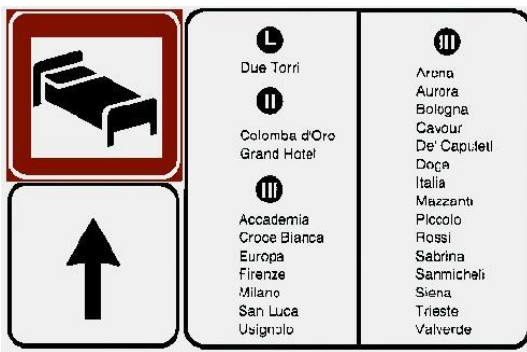 L
Due Torri
II
Colomba d'Oro
Grand Hotel
III
Accademia
Croce Bianca
Europa
Firenze
Milano
San Luca
Usignolo
III
Arena
Aurora
Bologna
Cavour
De' Capuleti
Doge
Italia
Mazzanti
Piccolo
Rossi
Sabrina
Sanmicheli
Siena
Trieste
Valverde